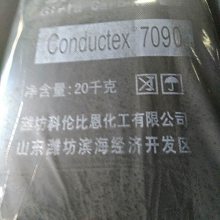 Conductex 7090
净含量: 20千克
潍坊科伦比恩化工有限公司
山东潍坊滨海经济开发区